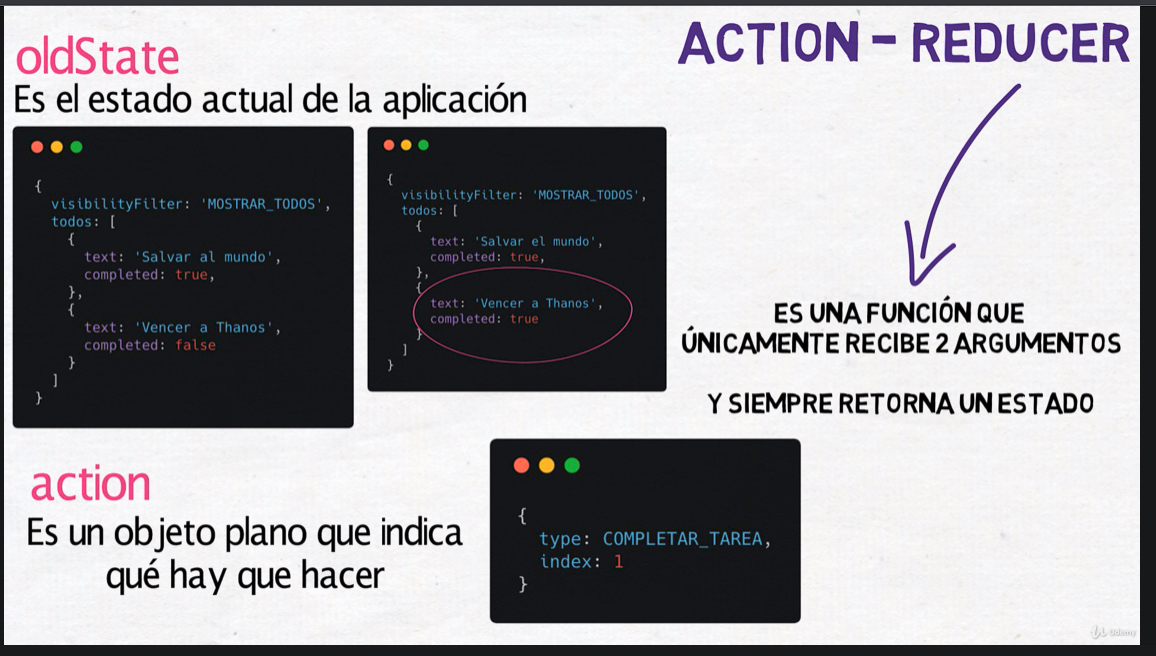 oldState
Es el estado actual de la aplicación
ACTION - REDUCER
{
visibilityFilter: 'MOSTRAR_TODOS',
todos: [
{
text: 'Salvar al mundo',
completed: true,
},
{
text: 'Vencer a Thanos',
completed: false
}
]
}
{
visibilityFilter: 'MOSTRAR_TODOS',
todos: [
{
text: 'Salvar el mundo',
completed: true,
},
{
text: 'Vencer a Thanos',
completed: true
}
]
}
ES UNA FUNCIÓN QUE
ÚNICAMENTE RECIBE 2 ARGUMENTOS
Y SIEMPRE RETORNA UN ESTADO
action
Es un objeto plano que indica
qué hay que hacer
{
type: COMPLETAR_TAREA,
index: 1
}
Udemy